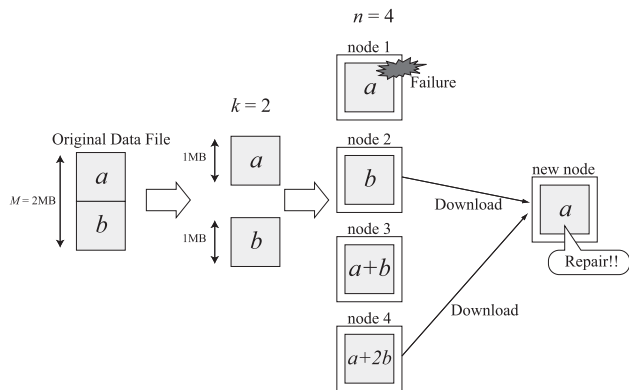 n = 4
node 1
a
Failure
k = 2
Original Data File
M = 2MB
a
b
1MB
a
1MB
b
node 2
b
Download
node 3
a+b
node 4
a+2b
Download
new node
a
Repair!!